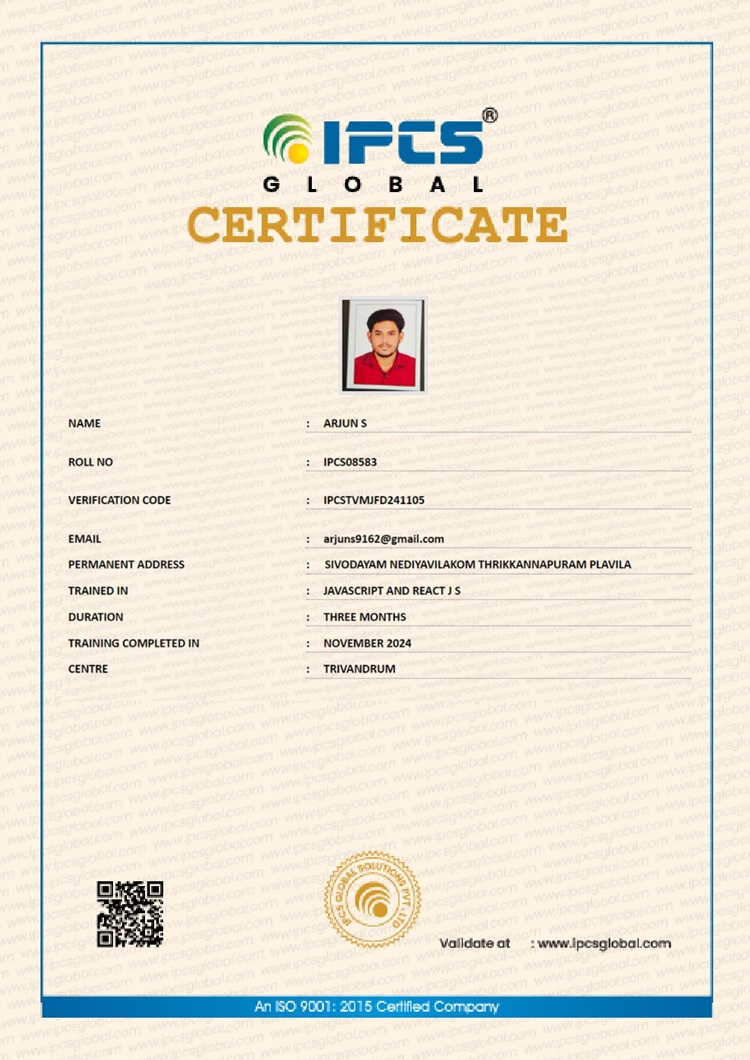 IPCS®
GLOBAL
CERTIFICATE
NAME : ARJUN S
ROLL NO : IPCS08583
VERIFICATION CODE : IPCSTVMJFD241105
EMAIL : arjuns9162@gmail.com
PERMANENT ADDRESS : SIVODAYAM NEDIYAVILAKOM THRIKKANNAPURAM PLAVILA
TRAINED IN : JAVASCRIPT AND REACT J S
DURATION : THREE MONTHS
TRAINING COMPLETED IN : NOVEMBER 2024
CENTRE : TRIVANDRUM
IPCS GLOBAL SOLUTIONS PVT. LTD
Validate at : www.ipcsglobal.com
An ISO 9001: 2015 Certified Company